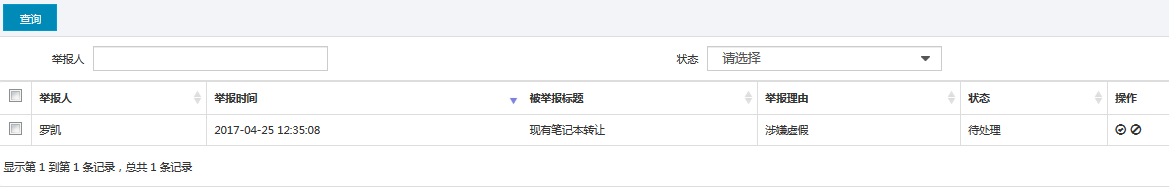 查询
举报人 状态 请选择
举报人 举报时间 被举报标题 举报理由 状态 操作
罗凯 2017-04-25 12:35:08 现有笔记本转让 涉嫌虚假 待处理
显示第 1 到第 1 条记录，总共 1 条记录